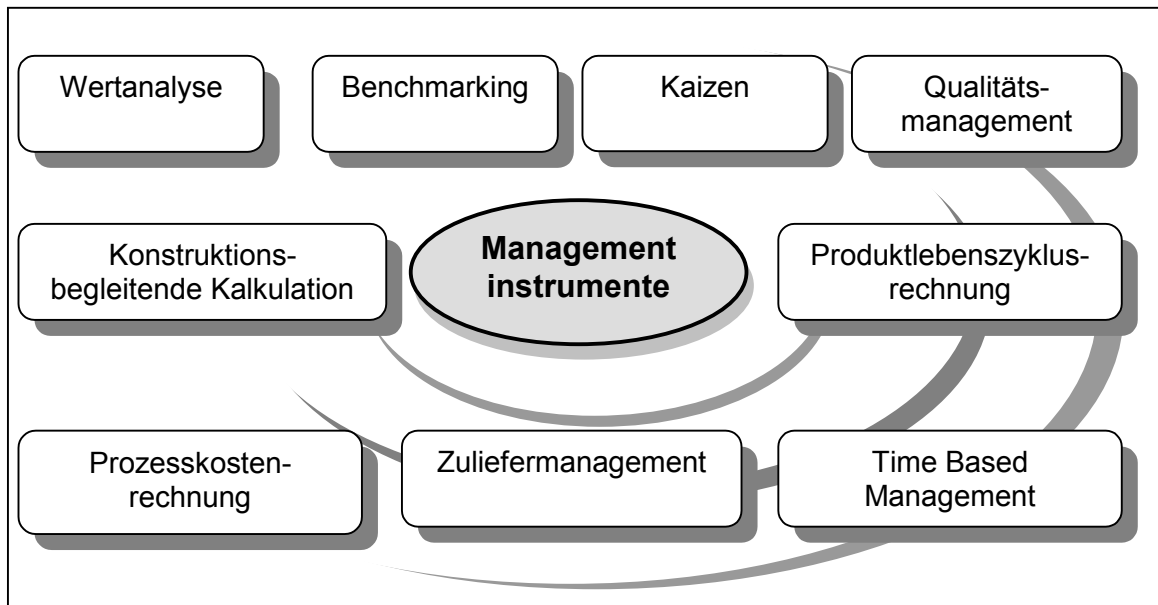 Wertanalyse
Benchmarking
Kaizen
Qualitäts-
management
Konstruktions-
begleitende Kalkulation
Management
instrumente
Produktlebenszyklus-
rechnung
Prozesskosten-
rechnung
Zuliefermanagement
Time Based
Management